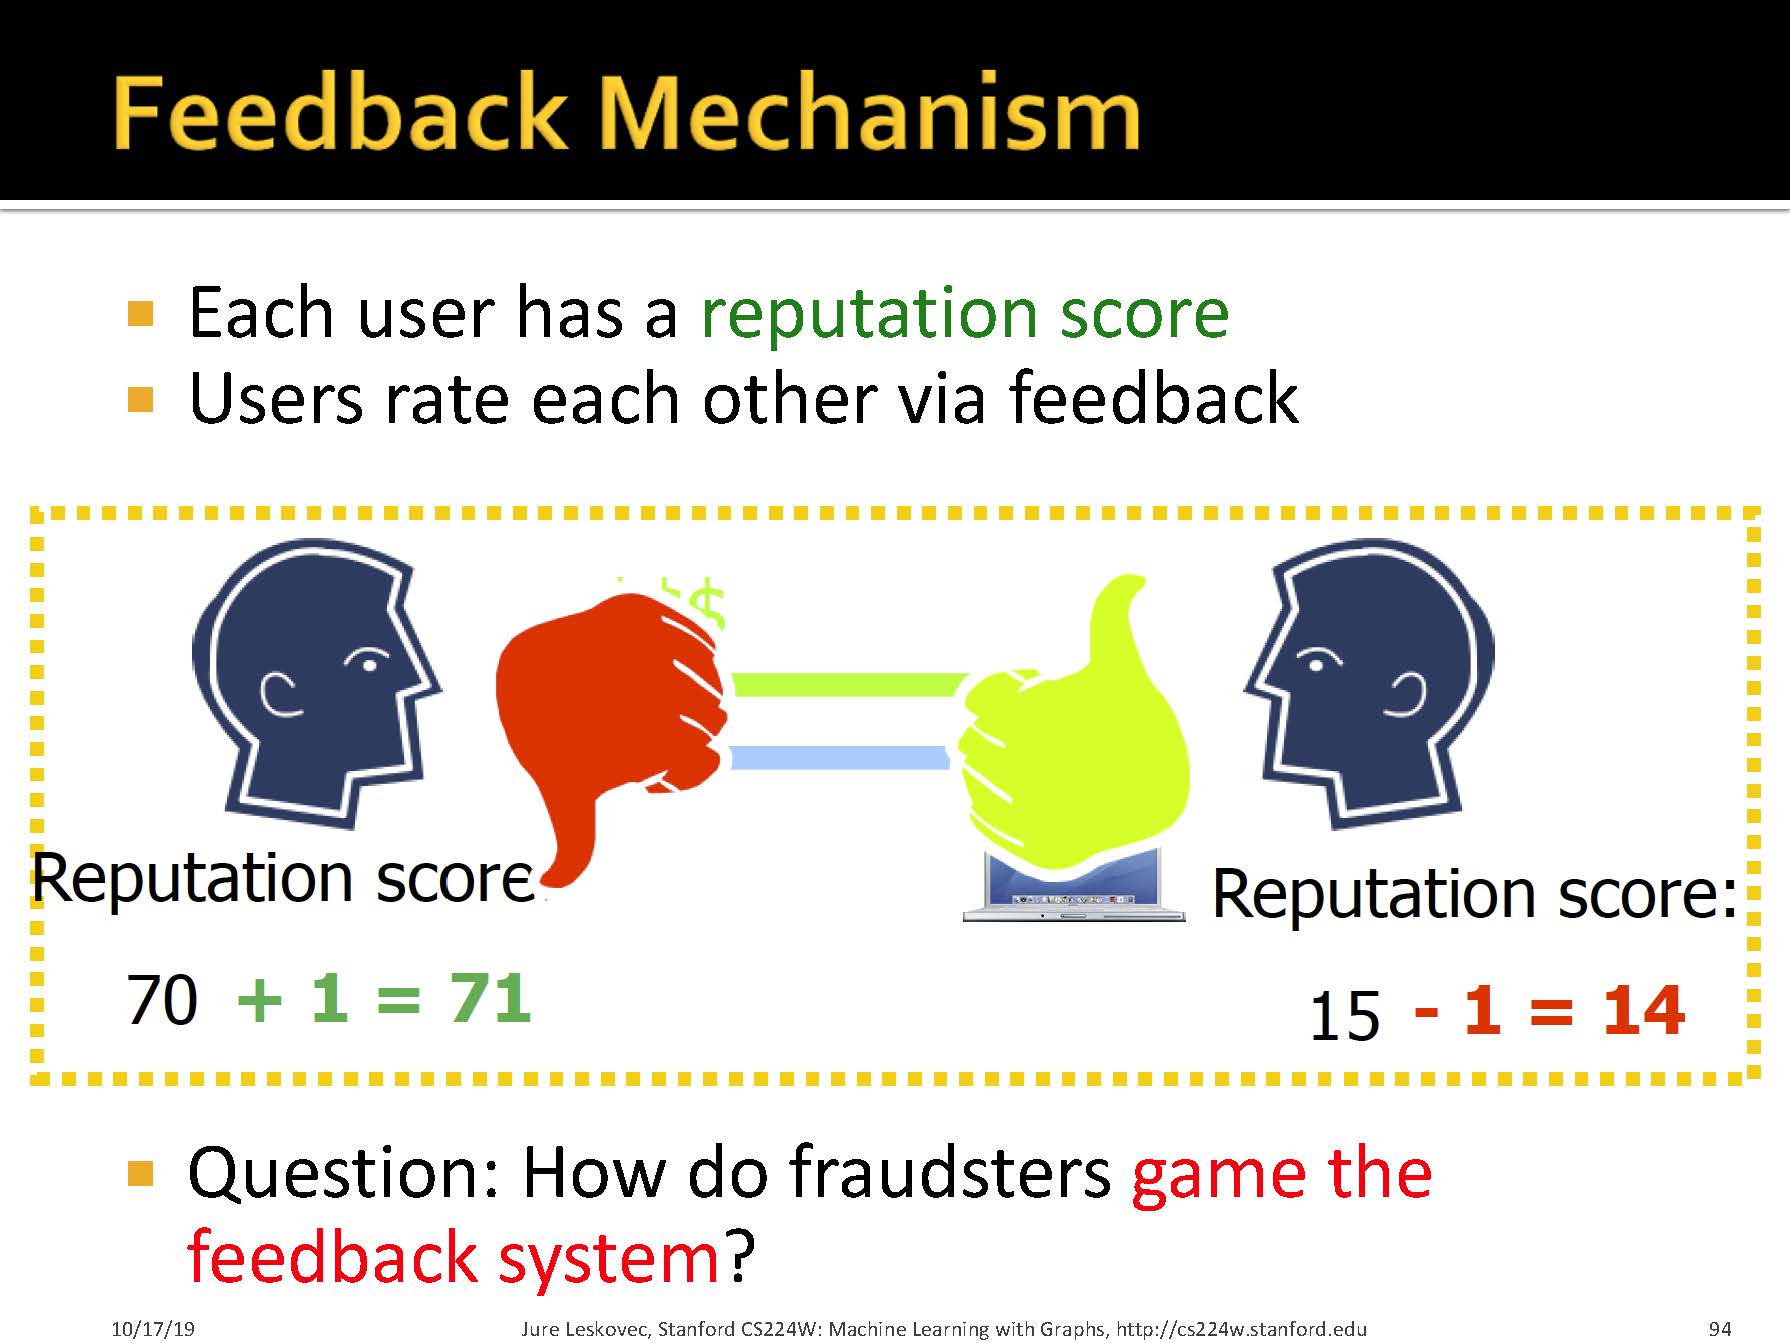 Feedback Mechanism
Each user has a reputation score
Users rate each other via feedback
$
Reputation score
70 + 1 = 71
Reputation score:
15 - 1 = 14
Question: How do fraudsters game the
feedback system?
10/17/19
Jure Leskovec, Stanford CS224W: Machine Learning with Graphs, http://cs224w.stanford.edu
94